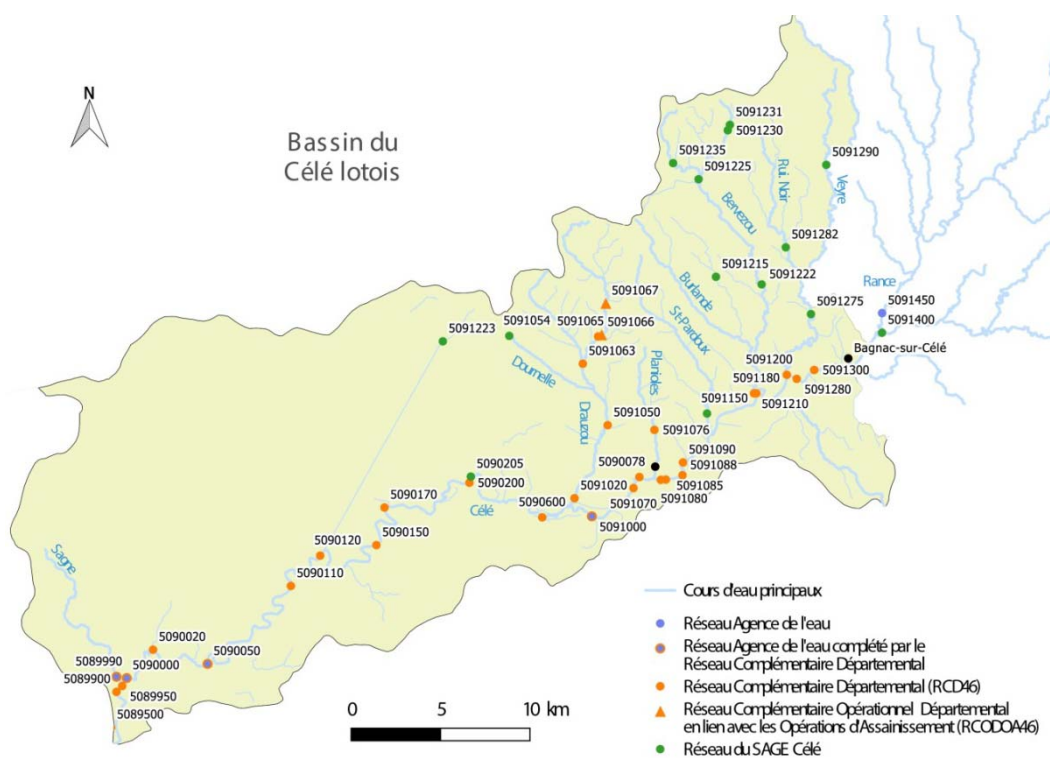 N
Bassin du
Célé lotois
5091231
5091230
5091235
5091225
5091290
Rui. Noir
Veyre
Bervezou
5091282
5091215
5091222
Burlande
Rance
5091067
5091450
St-Pardoux
5091275
5091400
5091054
5091065
5091066
5091223
Bagnac-sur-Célé
5091063
Planioles
Dournelle
5091200
5091300
5091180
5091280
5091150
5091210
Drauzou
5091050
5091076
5091090
5090078
5091088
5090205
5090200
5091020
5091085
5090170
5090600
5091070
5091080
Célé
5091000
5090150
5090120
Sagne
5090110
5090020
5090050
5089990
5090000
5089900
5089950
5089500
0 5 10 km
Cours d'eau principaux
Réseau Agence de l'eau
Réseau Agence de l'eau complété par le
Réseau Complémentaire Départemental
Réseau Complémentaire Départemental (RCD46)
Réseau Complémentaire Opérationnel Départemental
en lien avec les Opérations d'Assainissement (RCODOA46)
Réseau du SAGE Célé